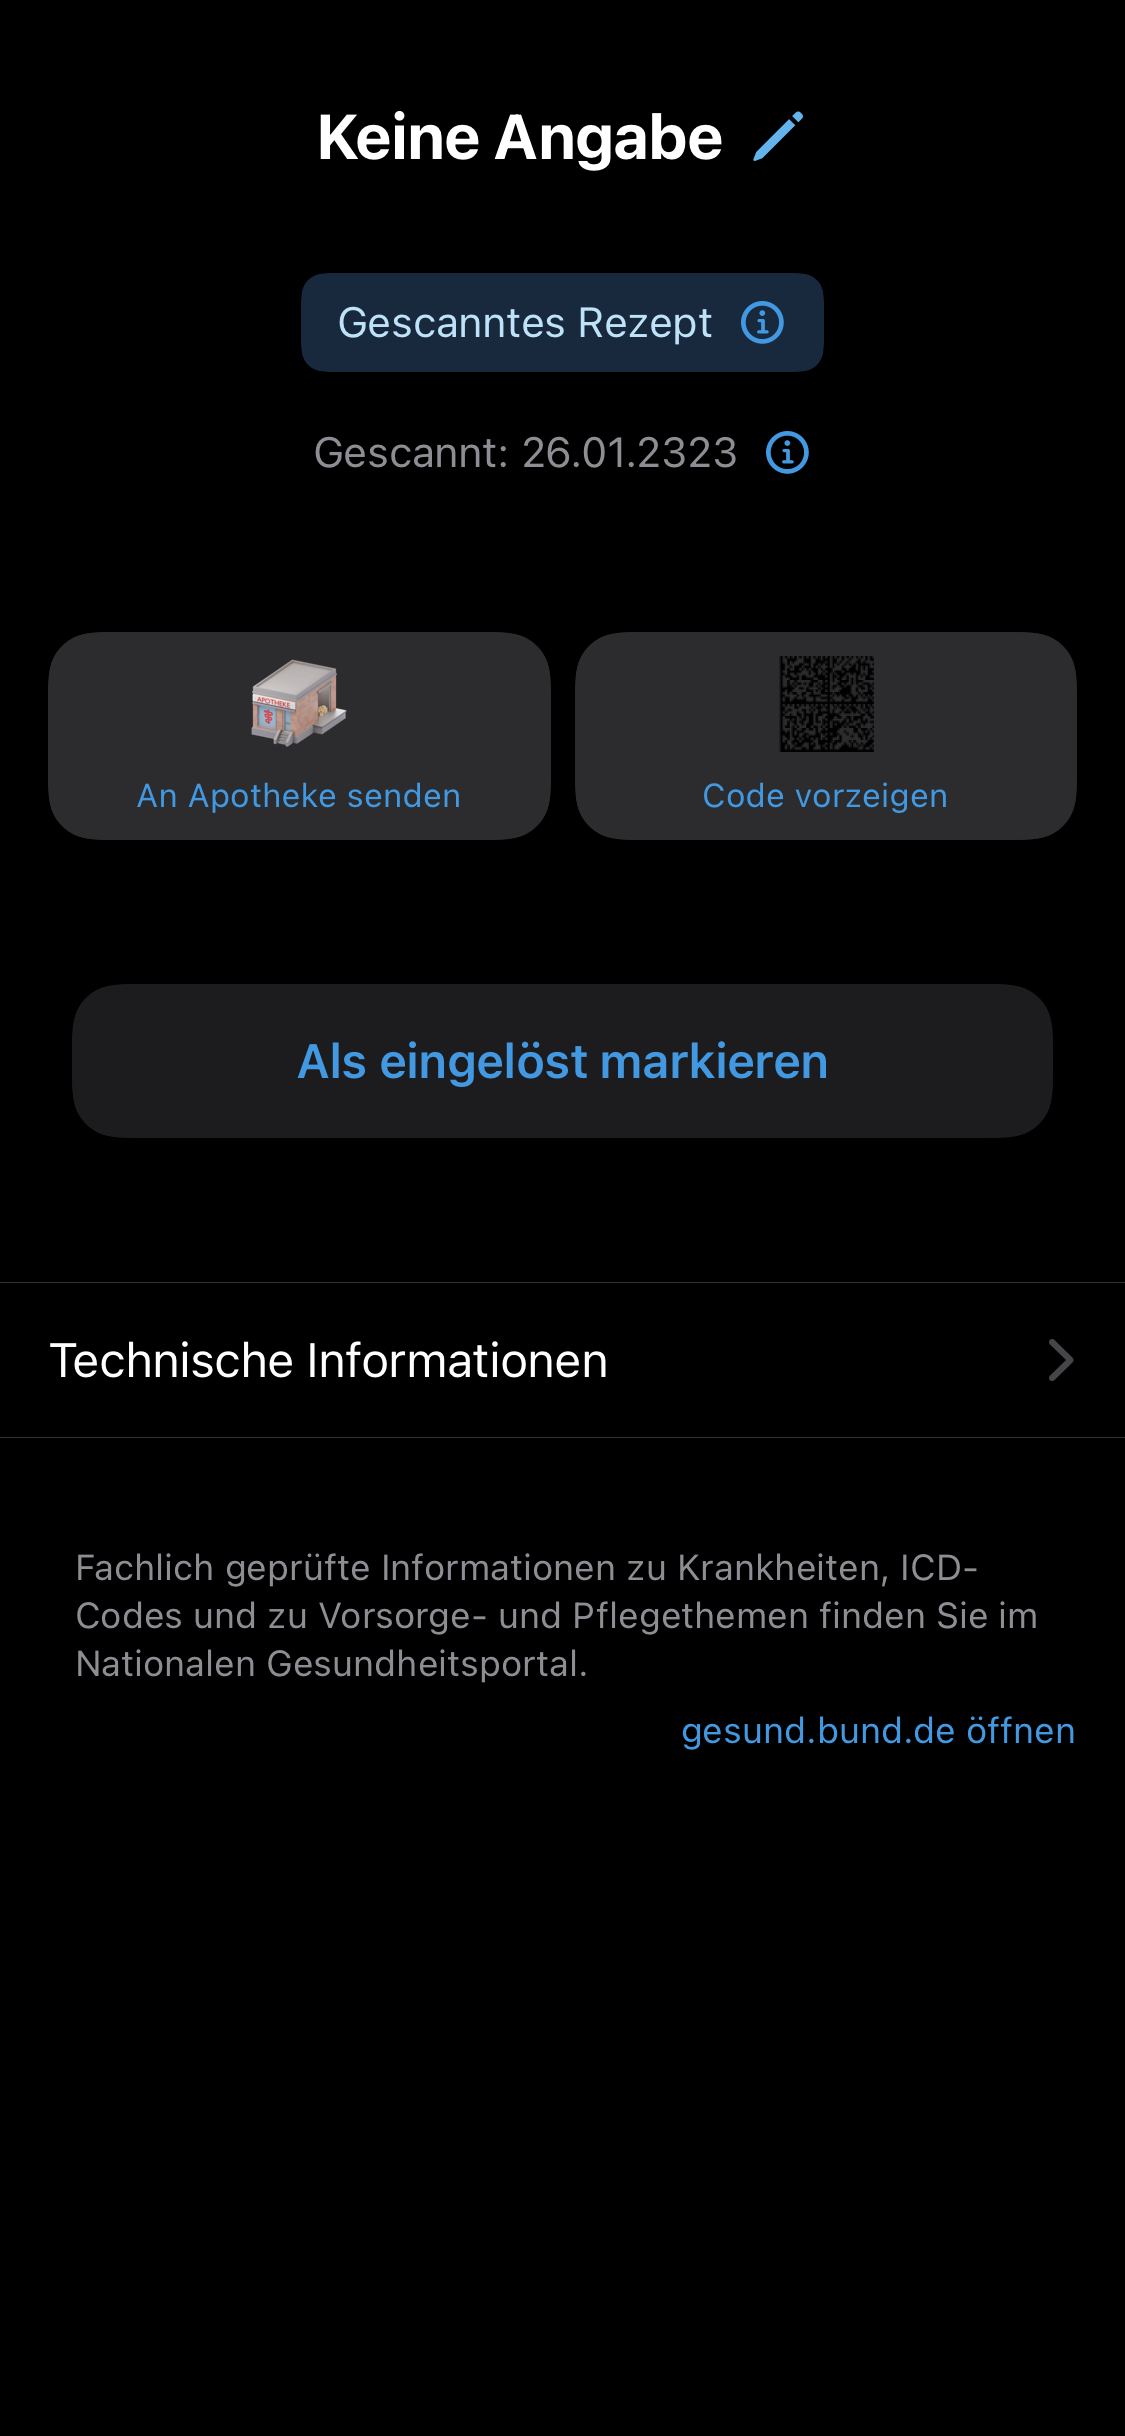 Keine Angabe
Gescanntes Rezept
Gescannt: 26.01.2323
APOTHEKE
An Apotheke senden
Code vorzeigen
Als eingelöst markieren
Technische Informationen
Fachlich geprüfte Informationen zu Krankheiten, ICD-
Codes und zu Vorsorge- und Pflegethemen finden Sie im
Nationalen Gesundheitsportal.
gesund.bund.de öffnen